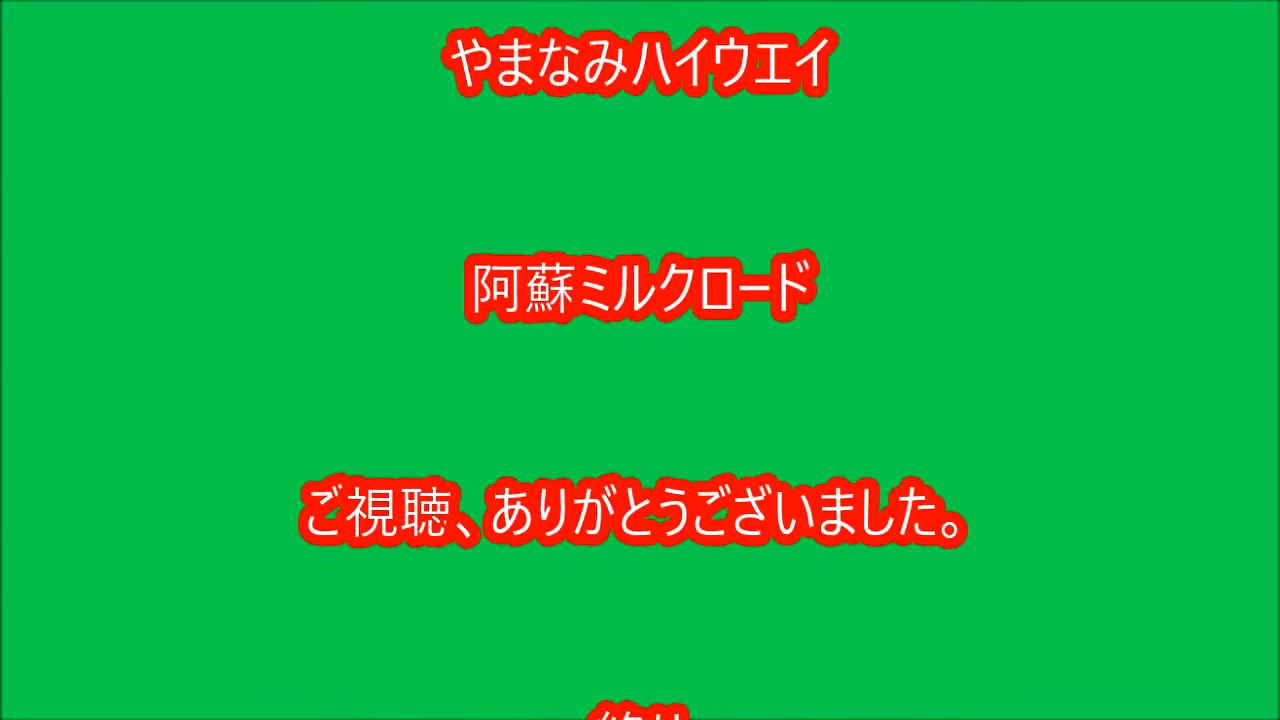 やまなみハイウエイ
阿蘇ミルクロード
ご視聴、ありがとうございました。